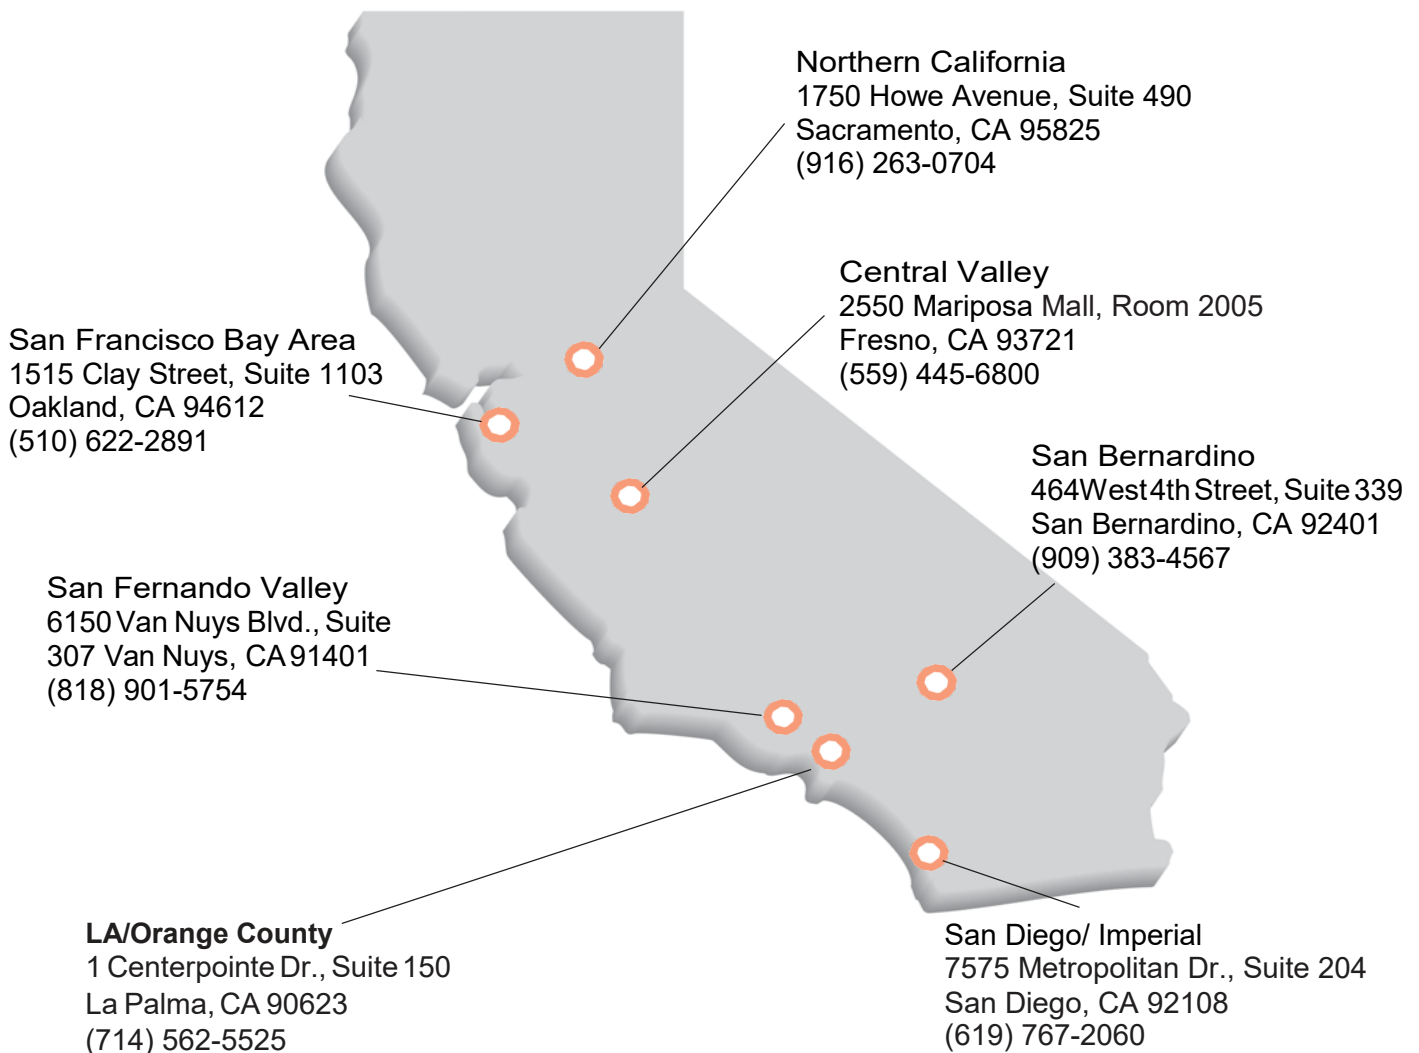 Northern California
1750 Howe Avenue, Suite 490
Sacramento, CA 95825
(916) 263-0704
Central Valley
2550 Mariposa Mall, Room 2005
Fresno, CA 93721
(559) 445-6800
San Francisco Bay Area
1515 Clay Street, Suite 1103
Oakland, CA 94612
(510) 622-2891
San Bernardino
464 West 4th Street, Suite 339
San Bernardino, CA 92401
(909) 383-4567
San Fernando Valley
6150 Van Nuys Blvd., Suite
307 Van Nuys, CA 91401
(818) 901-5754
LA/Orange County
1 Centerpointe Dr., Suite 150
La Palma, CA 90623
(714) 562-5525
San Diego/ Imperial
7575 Metropolitan Dr., Suite 204
San Diego, CA 92108
(619) 767-2060